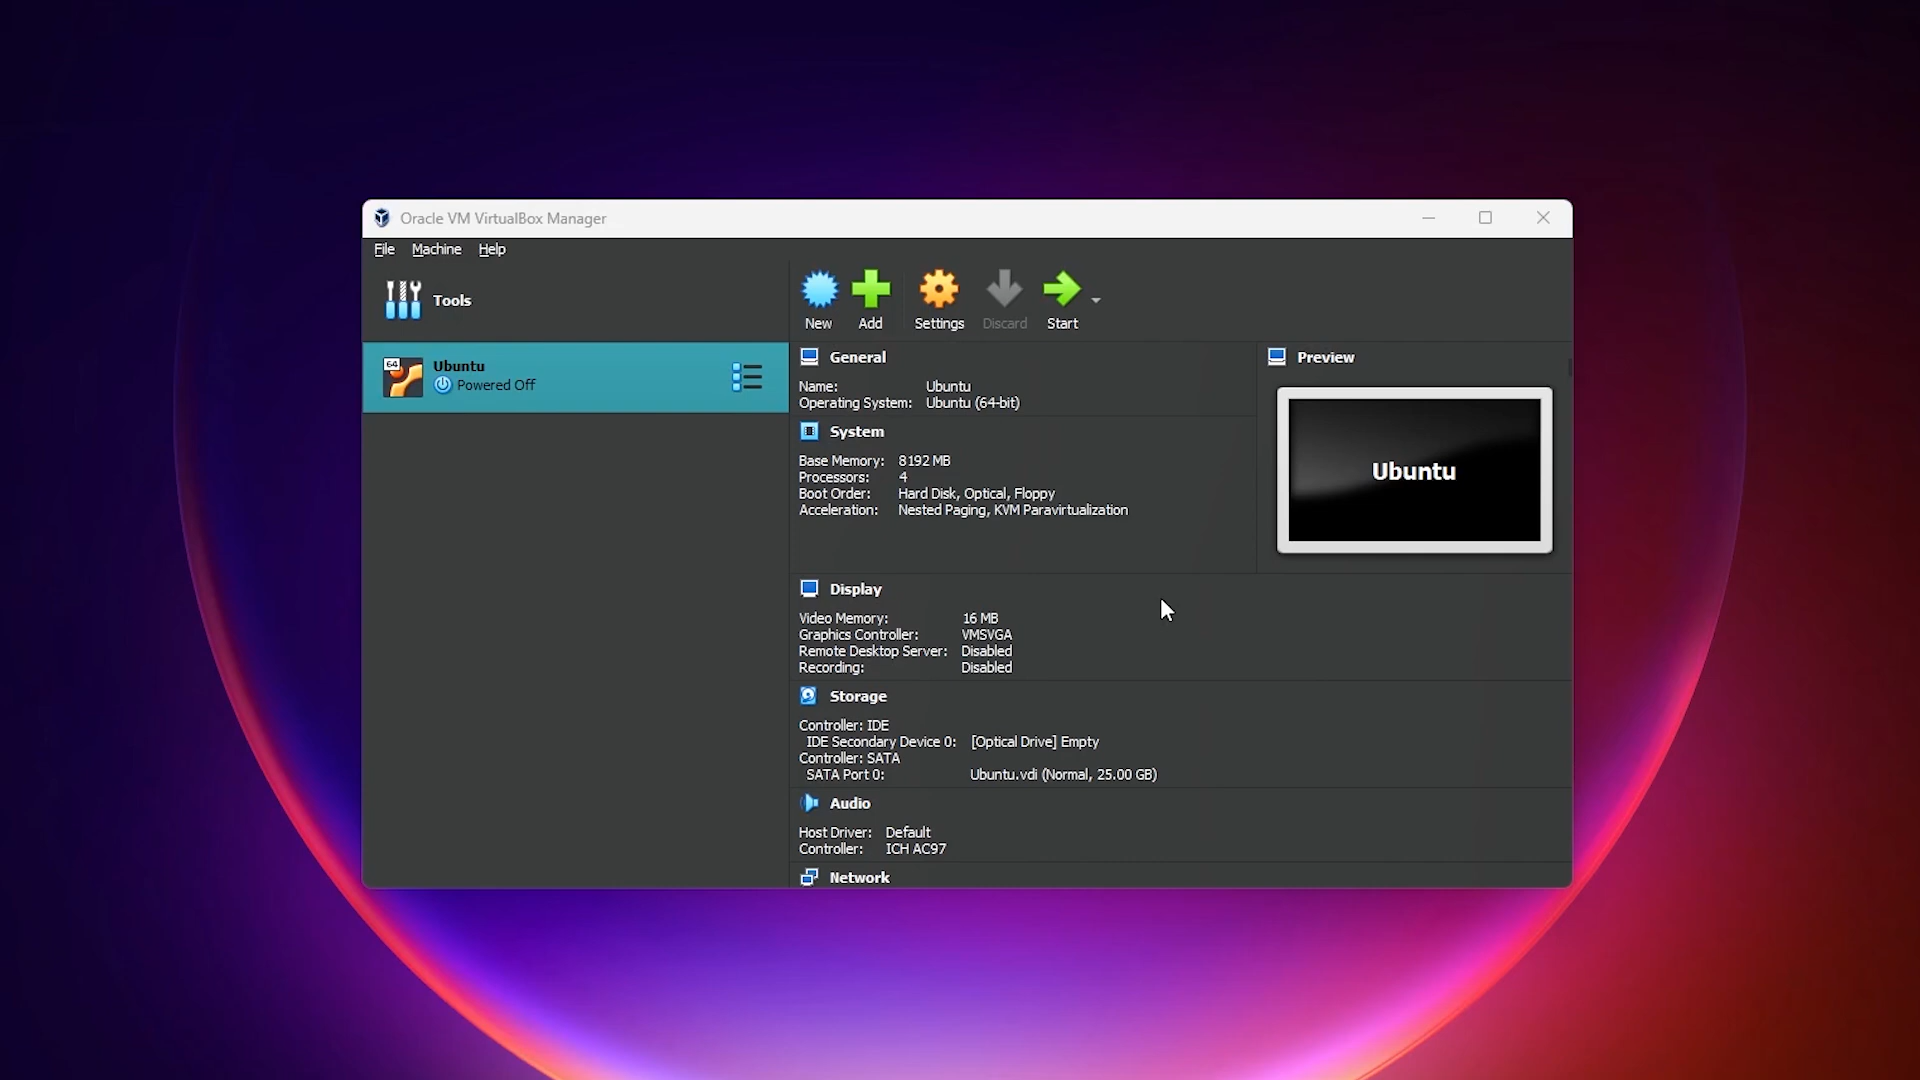 Oracle VM VirtualBox Manager
File Machine Help
Tools
New Add Settings Discard Start
64 Ubuntu
Powered Off
General
Name: Ubuntu
Operating System: Ubuntu (64-bit)
System
Base Memory: 8192 MB
Processors: 4
Boot Order: Hard Disk, Optical, Floppy
Acceleration: Nested Paging, KVM Paravirtualization
Preview
Ubuntu
Display
Video Memory: 16 MB
Graphics Controller: VMSVGA
Remote Desktop Server: Disabled
Recording: Disabled
Storage
Controller: IDE
IDE Secondary Device 0: [Optical Drive] Empty
Controller: SATA
SATA Port 0: Ubuntu.vdi (Normal, 25.00 GB)
Audio
Host Driver: Default
Controller: ICH AC97
Network